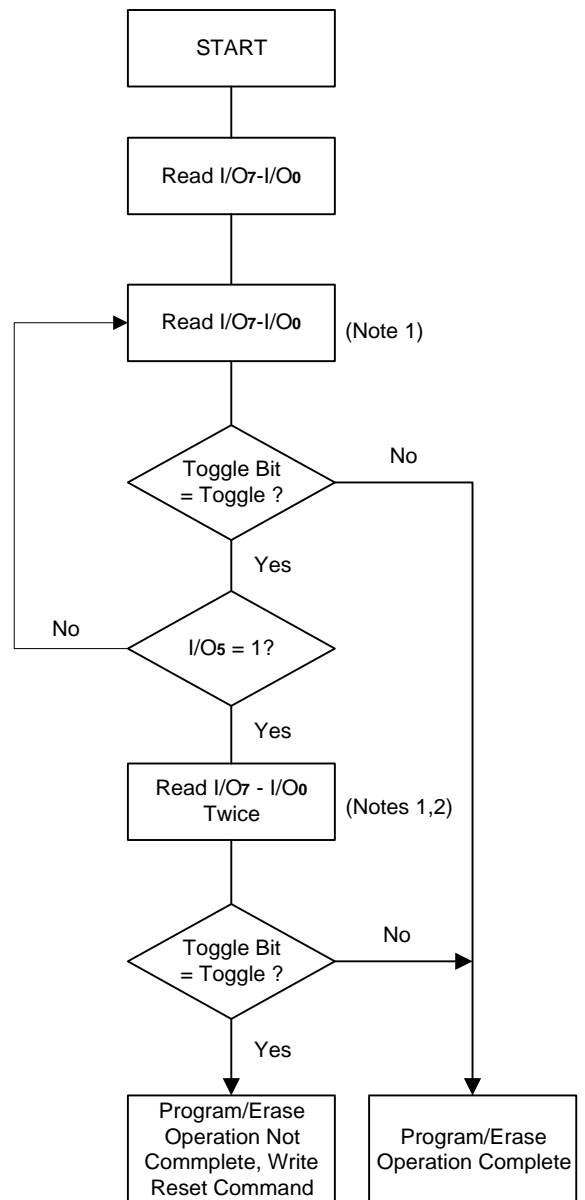 START
Read I/O7-I/O0
Read I/O7-I/O0
(Note 1)
Toggle Bit
= Toggle ?
No
Yes
No
I/O5 = 1?
Yes
Read I/O7 - I/O0
Twice
(Notes 1,2)
Toggle Bit
= Toggle ?
No
Yes
Program/Erase
Operation Not
Commplete, Write
Reset Command
Program/Erase
Operation Complete